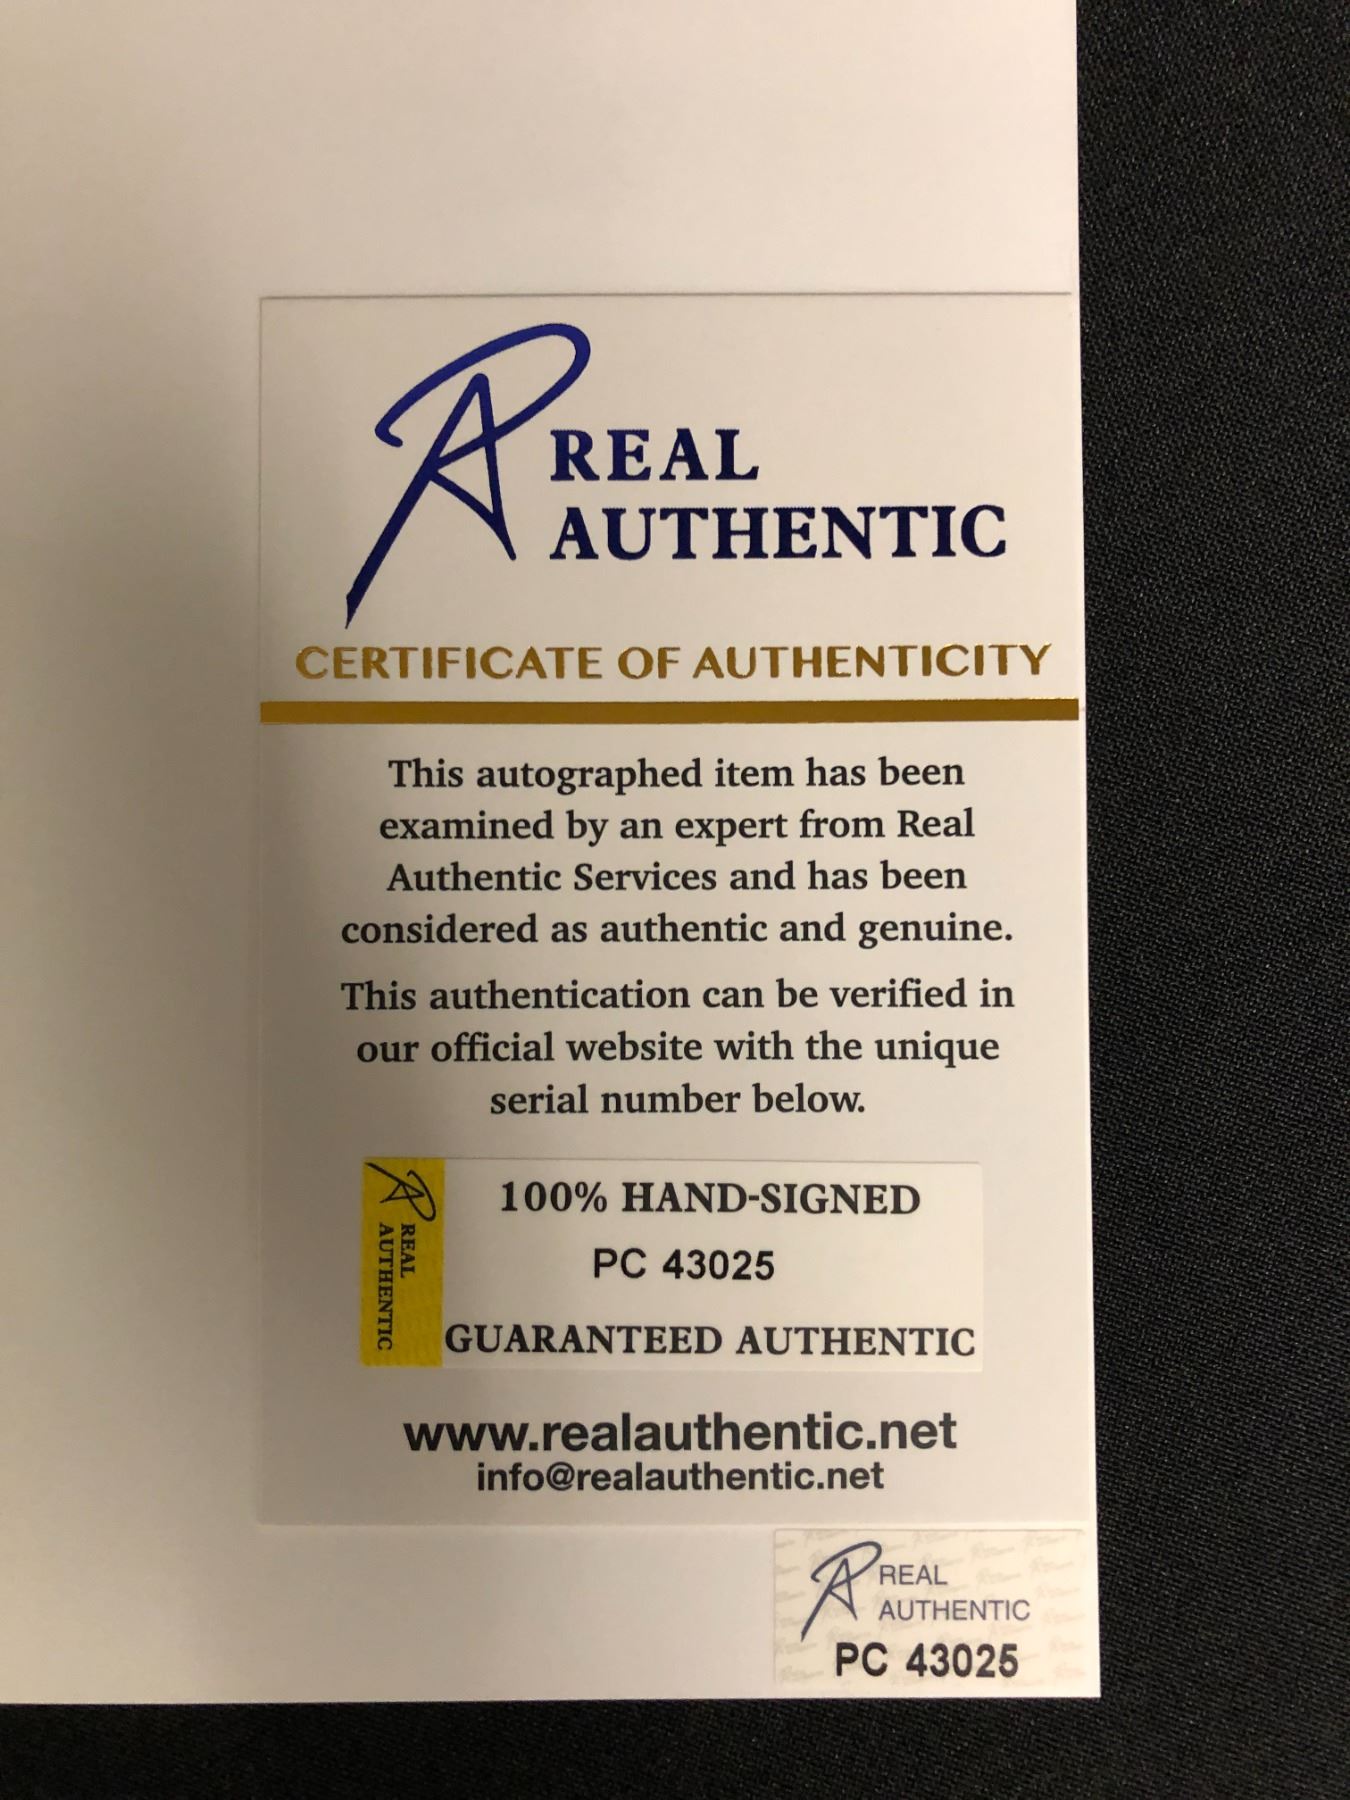 REAL
AUTHENTIC
CERTIFICATE OF AUTHENTICITY
This autographed item has been
examined by an expert from Real
Authentic Services and has been
considered as authentic and genuine.
This authentication can be verified in
our official website with the unique
serial number below.
REAL
AUTHENTIC
100% HAND-SIGNED
PC 43025
GUARANTEED AUTHENTIC
www.realauthentic.net
info@realauthentic.net
REAL
AUTHENTIC
PC 43025